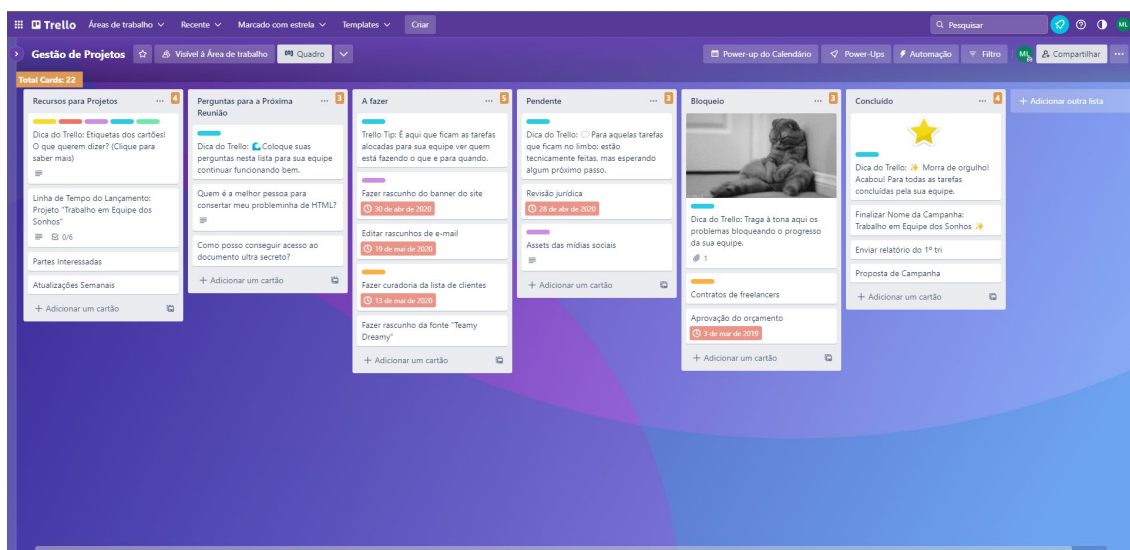 Trello Áreas de trabalho Recente Marcado com estrela Templates Criar Pesquisar ML
Gestão de Projetos Visível à Área de trabalho Quadro Power-up do Calendário Power-Ups Automação Filtro ML Compartilhar
Total Cards: 22
Recursos para Projetos 4
Dica do Trello: Etiquetas dos cartões!
O que querem dizer? (Clique para
saber mais)
Linha de Tempo do Lançamento:
Projeto "Trabalho em Equipe dos
Sonhos"
0/6
Partes Interessadas
Atualizações Semanais
+ Adicionar um cartão
Perguntas para a Próxima
Reunião
3
Dica do Trello: Coloque suas
perguntas nesta lista para sua equipe
continuar funcionando bem.
Quem é a melhor pessoa para
consertar meu probleminha de HTML?
Como posso conseguir acesso ao
documento ultra secreto?
+ Adicionar um cartão
A fazer 5
Trello Tip: É aqui que ficam as tarefas
alocadas para sua equipe ver quem
está fazendo o que e para quando.
Fazer rascunho do banner do site
30 de abr de 2020
Editar rascunhos de e-mail
19 de mai de 2020
Fazer curadoria da lista de clientes
13 de mai de 2020
Fazer rascunho da fonte "Teamy
Dreamy"
+ Adicionar um cartão
Pendente 3
Dica do Trello: 💭Para aquelas tarefas
que ficam no limbo: estão
tecnicamente feitas, mas esperando
algum próximo passo.
Revisão jurídica
28 de abr de 2020
Assets das mídias sociais
+ Adicionar um cartão
Bloqueio 3
Dica do Trello: Traga à tona aqui os
problemas bloqueando o progresso
da sua equipe.
1
Contratos de freelancers
Aprovação do orçamento
3 de mar de 2019
+ Adicionar um cartão
Concluído 4
Dica do Trello: ✨ Morra de orgulho!
Acabou! Para todas as tarefas
concluídas pela sua equipe.
Finalizar Nome da Campanha:
Trabalho em Equipe dos Sonhos ✨
Enviar relatório do 1º tri
Proposta de Campanha
+ Adicionar um cartão
+ Adicionar outra lista